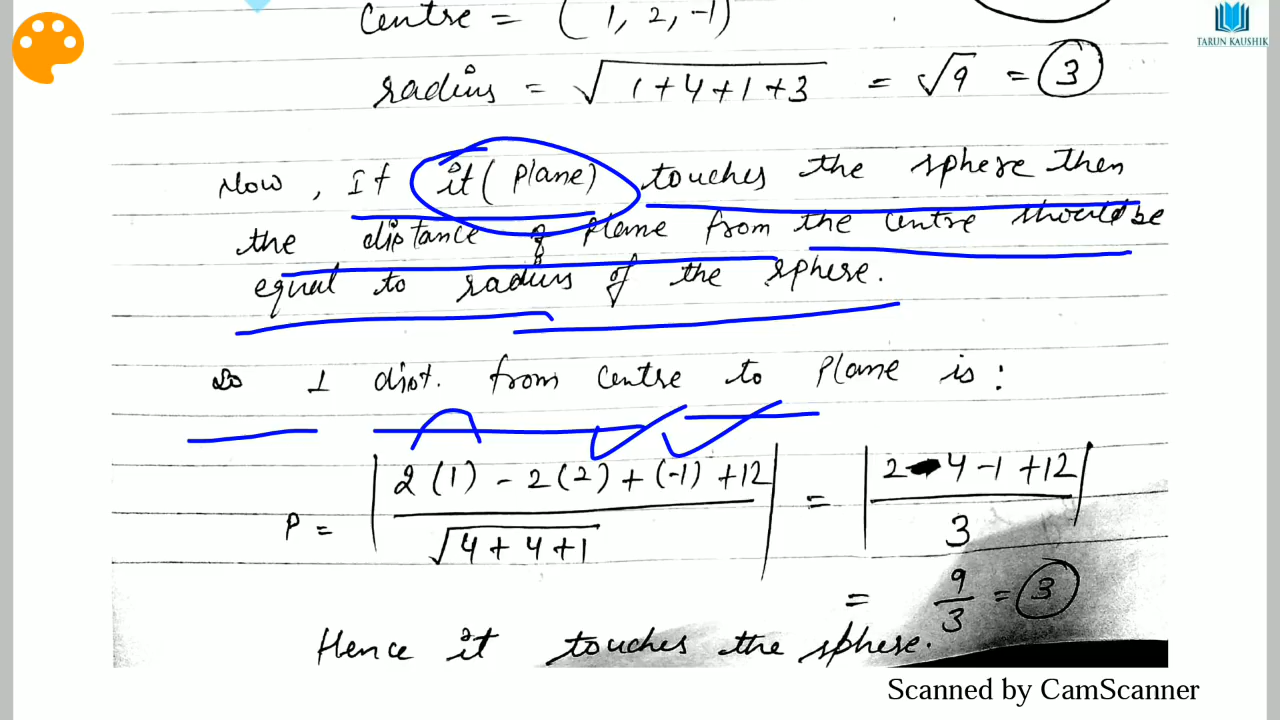 Centre = (1, 2, -1)
TARUN KAUSHIK
radius = √1+4+1+3 = √9 = 3
Now, If it (plane) touches the sphere then
the distance of plane from the centre should be
equal to radius of the sphere.
So ⊥ dist. from centre to plane is:
P = |2(1) - 2(2) + (-1) + 12 / √4+4+1| = |2-4-1+12 / 3|
= 9/3 = 3
Hence it touches the sphere.
Scanned by CamScanner